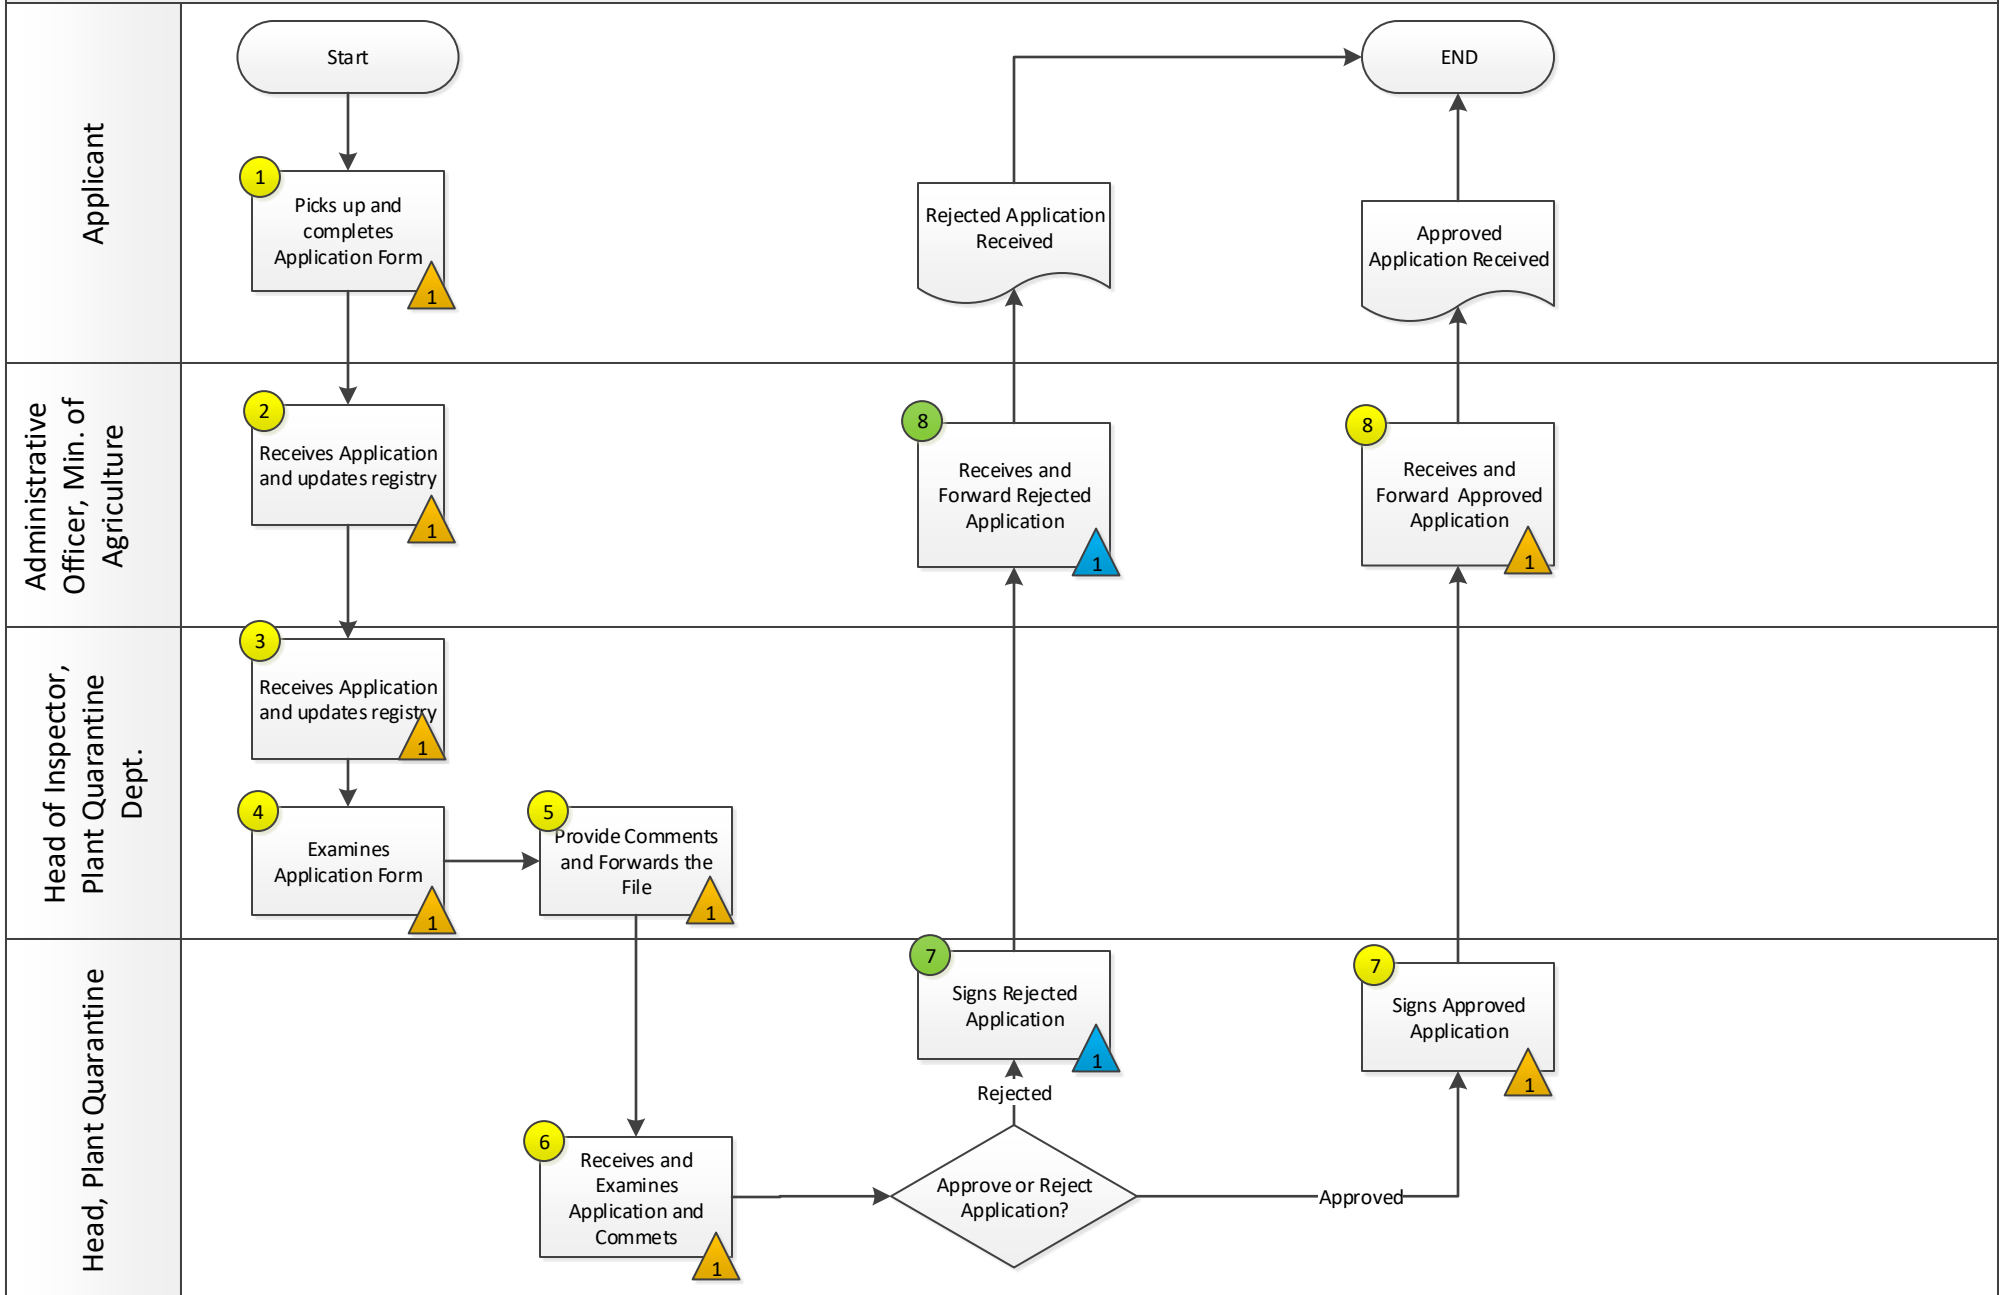 Applicant
Start
1
Picks up and
completes
Application Form
1
Rejected Application
Received
END
Approved
Application Received
Administrative
Officer, Min. of
Agriculture
2
Receives Application
and updates registry
1
8
Receives and
Forward Rejected
Application
1
8
Receives and
Forward Approved
Application
1
Head of Inspector,
Plant Quarantine
Dept.
3
Receives Application
and updates registry
1
4
Examines
Application Form
1
5
Provide Comments
and Forwards the
File
1
Head, Plant Quarantine
6
Receives and
Examines
Application and
Commets
1
Approve or Reject
Application?
Rejected
7
Signs Rejected
Application
1
Approved
7
Signs Approved
Application
1